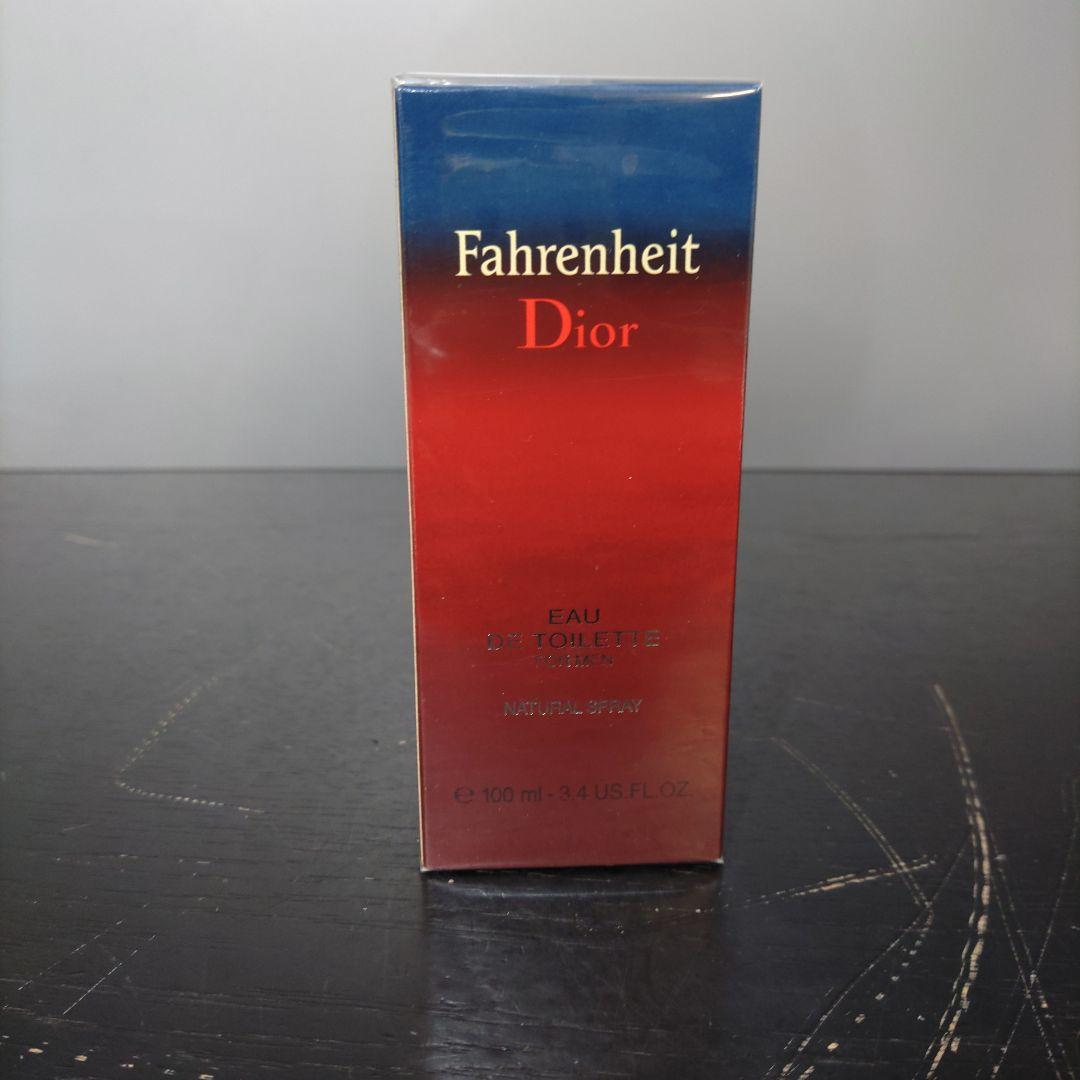 Fahrenheit
Dior
EAU
DE TOILETTE
FOR MEN
NATURAL SPRAY
℮ 100 ml - 3.4 US.FL.OZ.